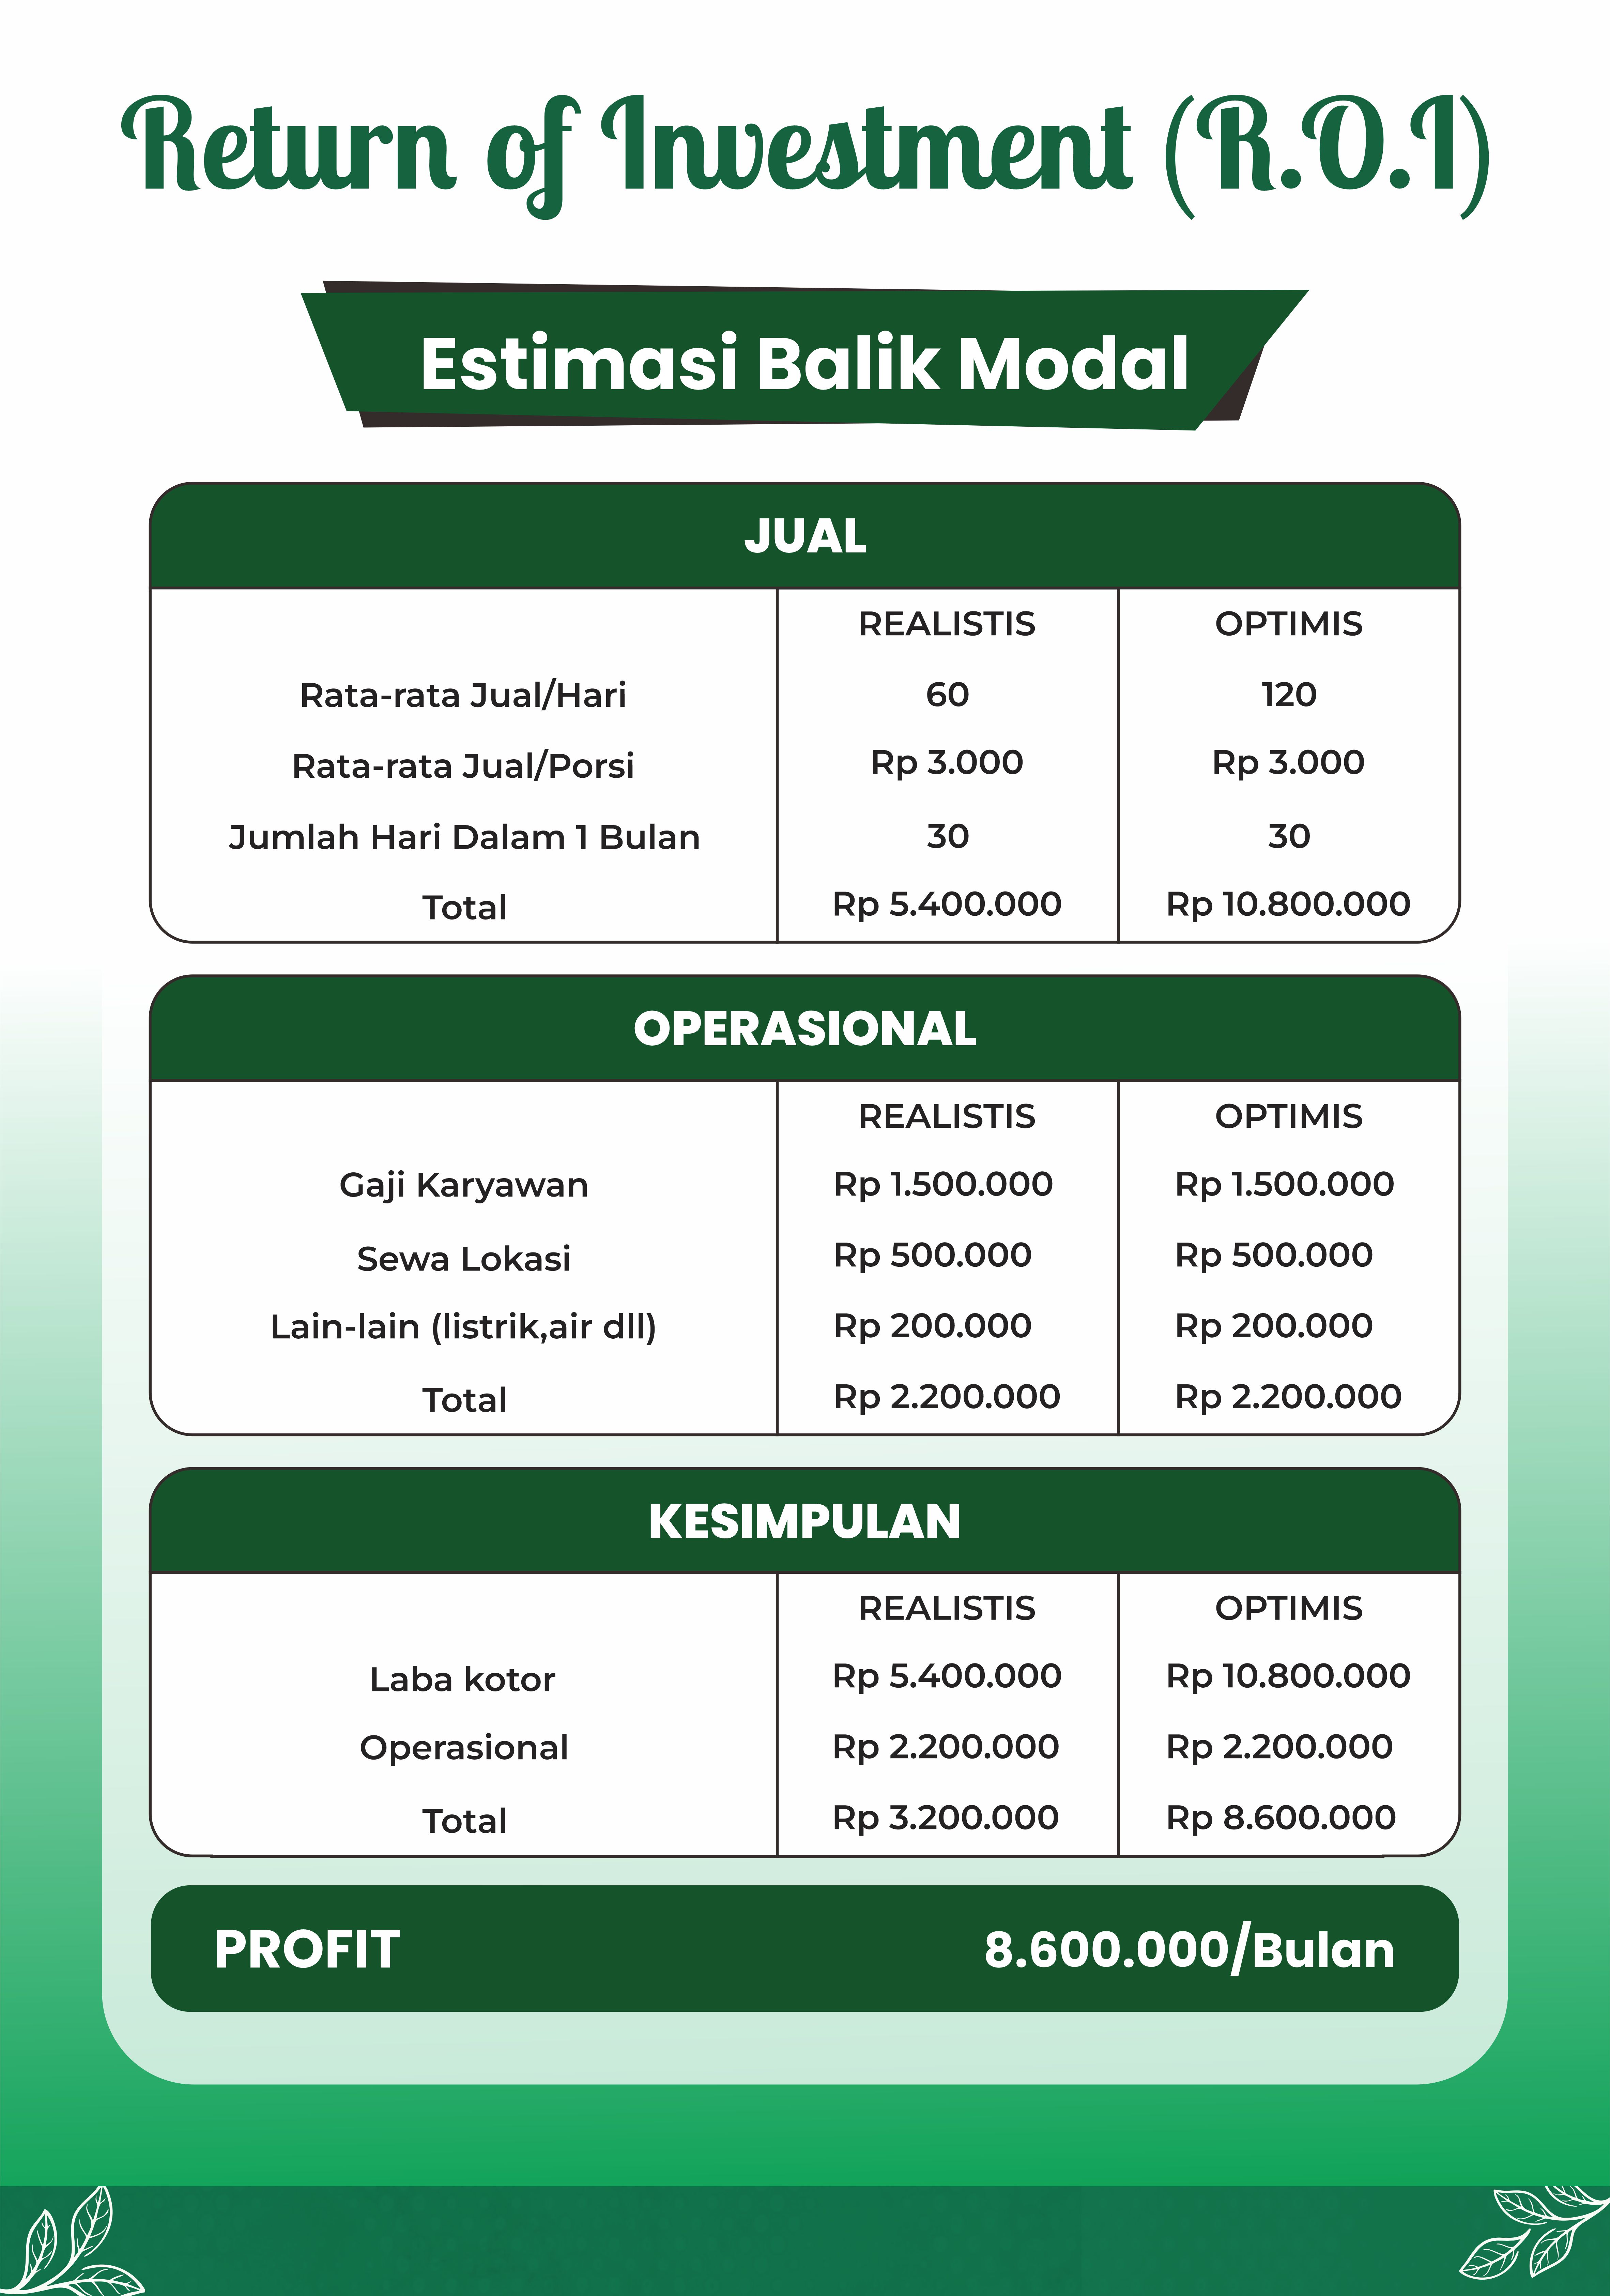 Return of Investment (R.O.I)
Estimasi Balik Modal
JUAL
REALISTIS OPTIMIS
Rata-rata Jual/Hari 60 120
Rata-rata Jual/Porsi Rp 3.000 Rp 3.000
Jumlah Hari Dalam 1 Bulan 30 30
Total Rp 5.400.000 Rp 10.800.000
OPERASIONAL
REALISTIS OPTIMIS
Gaji Karyawan Rp 1.500.000 Rp 1.500.000
Sewa Lokasi Rp 500.000 Rp 500.000
Lain-lain (listrik,air dll) Rp 200.000 Rp 200.000
Total Rp 2.200.000 Rp 2.200.000
KESIMPULAN
REALISTIS OPTIMIS
Laba kotor Rp 5.400.000 Rp 10.800.000
Operasional Rp 2.200.000 Rp 2.200.000
Total Rp 3.200.000 Rp 8.600.000
PROFIT 8.600.000/Bulan